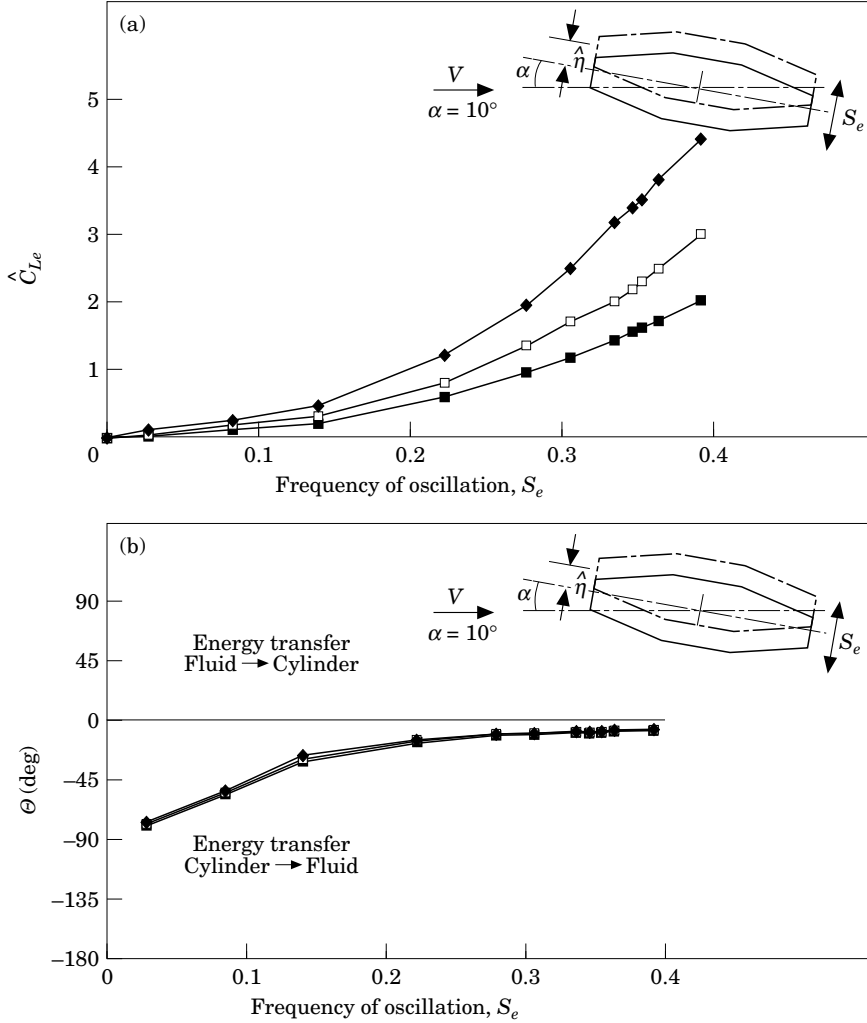 (a)
V
α = 10°
α
η̂
S_e
5
4
3
2
1
Ĉ_Le
0
0.1
0.2
0.3
0.4
Frequency of oscillation, S_e
(b)
V
α = 10°
α
η̂
S_e
90
45
0
−45
−90
−135
−180
Θ (deg)
Energy transfer
Fluid → Cylinder
Energy transfer
Cylinder → Fluid
0
0.1
0.2
0.3
0.4
Frequency of oscillation, S_e